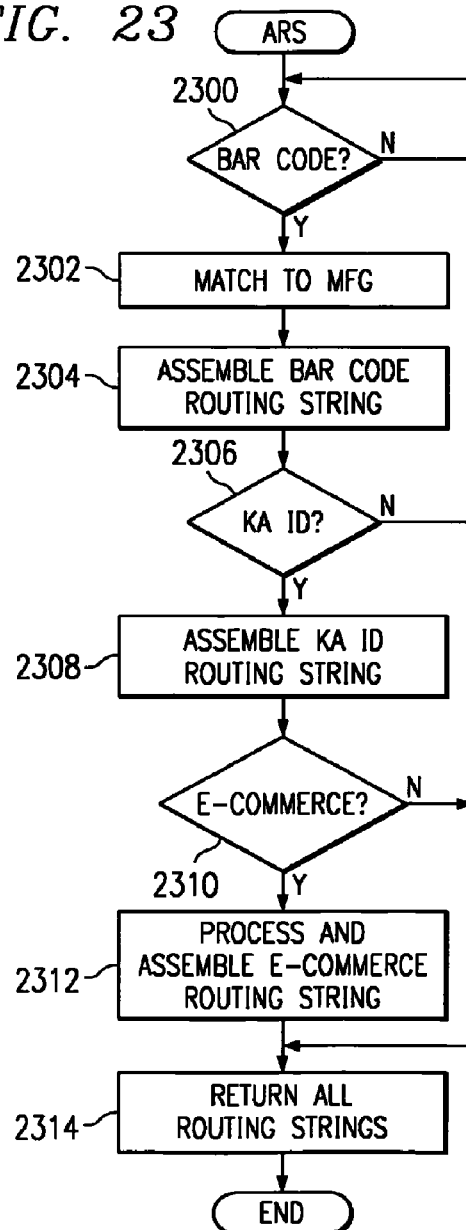 FIG. 23
ARS
2300
BAR CODE?
N
Y
2302
MATCH TO MFG
2304
ASSEMBLE BAR CODE
ROUTING STRING
2306
KA ID?
N
Y
2308
ASSEMBLE KA ID
ROUTING STRING
E-COMMERCE?
N
2310
Y
2312
PROCESS AND
ASSEMBLE E-COMMERCE
ROUTING STRING
2314
RETURN ALL
ROUTING STRINGS
END